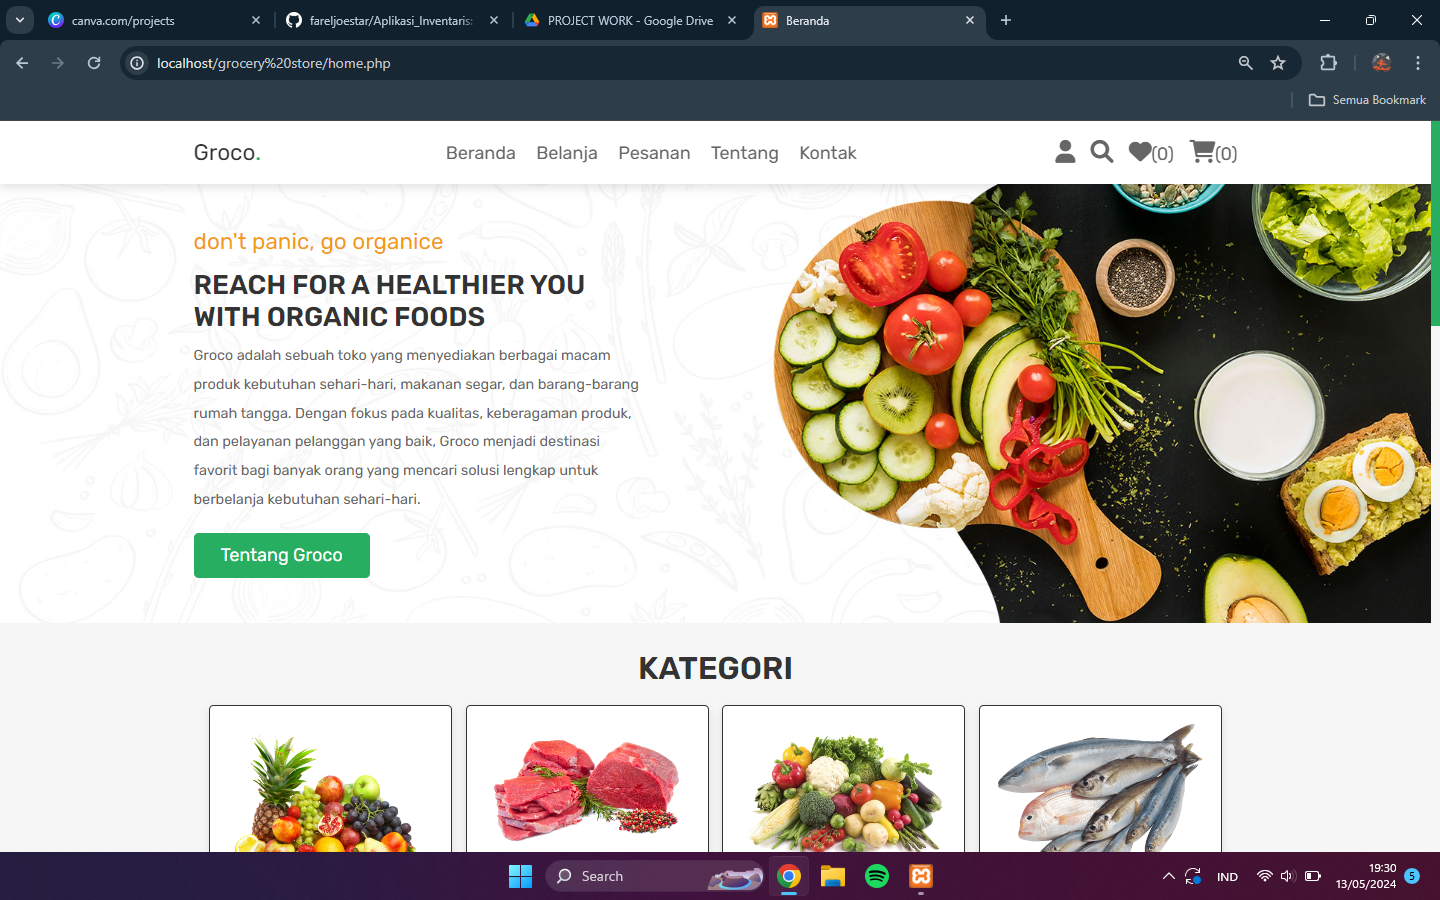 canva.com/projects
fareljoestar/Aplikasi_Inventaris
PROJECT WORK - Google Drive
Beranda
localhost/grocery%20store/home.php
Semua Bookmark
Groco.
Beranda
Belanja
Pesanan
Tentang
Kontak
(0)
(0)
don't panic, go organice
REACH FOR A HEALTHIER YOU
WITH ORGANIC FOODS
Groco adalah sebuah toko yang menyediakan berbagai macam
produk kebutuhan sehari-hari, makanan segar, dan barang-barang
rumah tangga. Dengan fokus pada kualitas, keberagaman produk,
dan pelayanan pelanggan yang baik, Groco menjadi destinasi
favorit bagi banyak orang yang mencari solusi lengkap untuk
berbelanja kebutuhan sehari-hari.
Tentang Groco
KATEGORI
Search
IND
19:30
13/05/2024
5